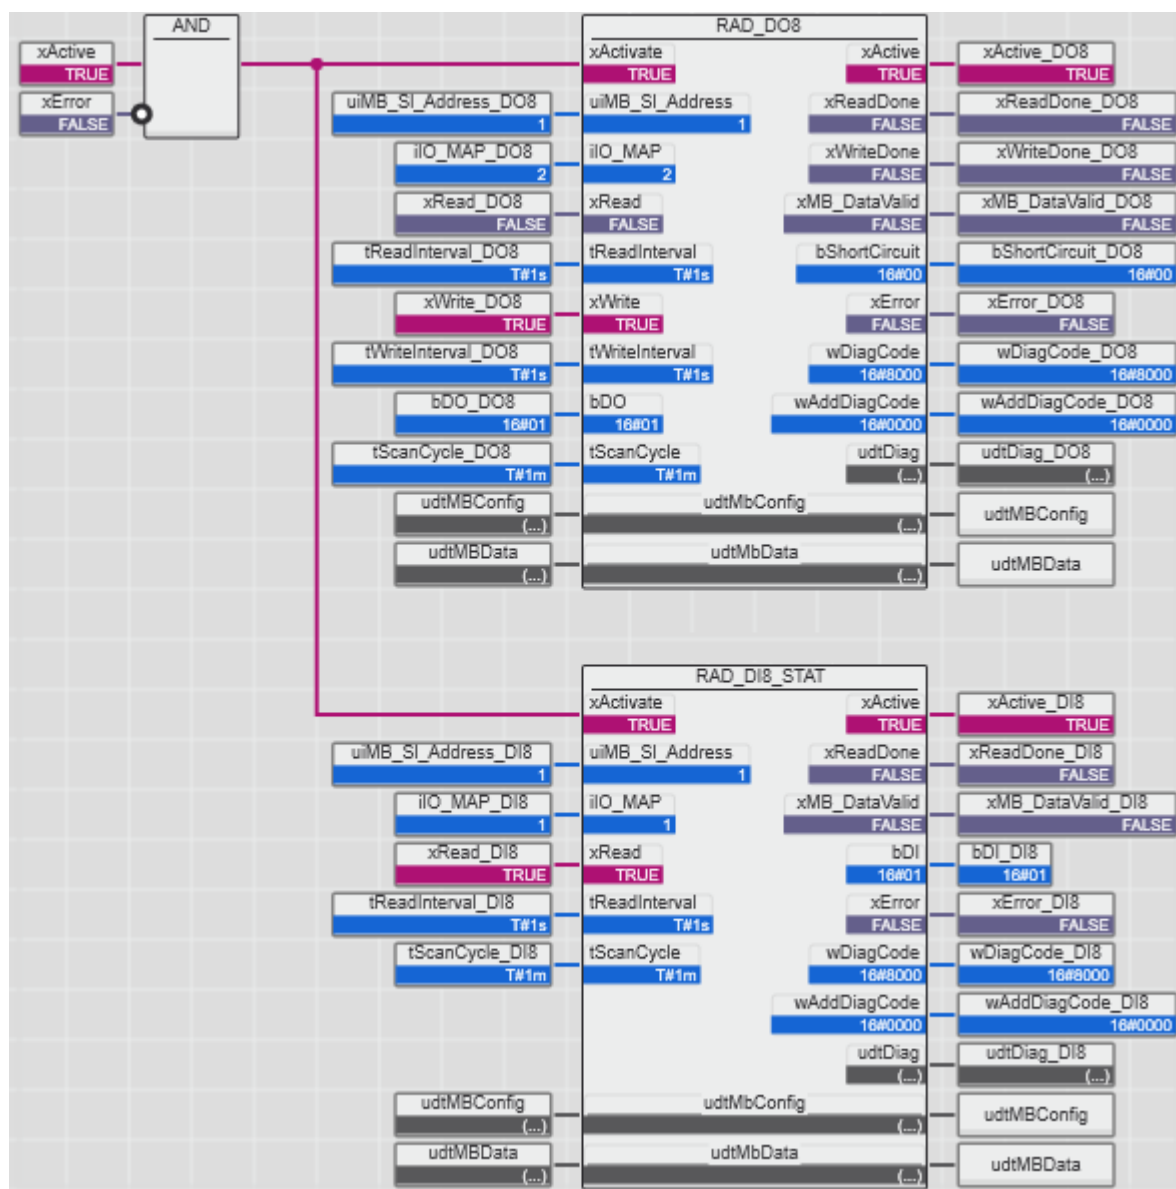 AND
xActive
TRUE
xError
FALSE
RAD_DO8
xActivate xActive xActive_DO8
TRUE TRUE TRUE
uiMB_SI_Address_DO8 uiMB_SI_Address xReadDone xReadDone_DO8
1 1 FALSE FALSE
iIO_MAP_DO8 iIO_MAP xWriteDone xWriteDone_DO8
2 2 FALSE FALSE
xRead_DO8 xRead xMB_DataValid xMB_DataValid_DO8
FALSE FALSE FALSE FALSE
tReadInterval_DO8 tReadInterval bShortCircuit bShortCircuit_DO8
T#1s T#1s 16#00 16#00
xWrite_DO8 xWrite xError xError_DO8
TRUE TRUE FALSE FALSE
tWriteInterval_DO8 tWriteInterval wDiagCode wDiagCode_DO8
T#1s T#1s 16#8000 16#8000
bDO_DO8 bDO wAddDiagCode wAddDiagCode_DO8
16#01 16#01 16#0000 16#0000
tScanCycle_DO8 tScanCycle udtDiag udtDiag_DO8
T#1m T#1m (...) (...)
udtMBConfig udtMbConfig udtMBConfig
(...) (...)
udtMBData udtMbData udtMBData
(...) (...)
RAD_DI8_STAT
xActivate xActive xActive_DI8
TRUE TRUE TRUE
uiMB_SI_Address_DI8 uiMB_SI_Address xReadDone xReadDone_DI8
1 1 FALSE FALSE
iIO_MAP_DI8 iIO_MAP xMB_DataValid xMB_DataValid_DI8
1 1 FALSE FALSE
xRead_DI8 xRead bDI bDI_DI8
TRUE TRUE 16#01 16#01
tReadInterval_DI8 tReadInterval xError xError_DI8
T#1s T#1s FALSE FALSE
tScanCycle_DI8 tScanCycle wDiagCode wDiagCode_DI8
T#1m T#1m 16#8000 16#8000
wAddDiagCode wAddDiagCode_DI8
16#0000 16#0000
udtDiag udtDiag_DI8
(...) (...)
udtMBConfig udtMbConfig udtMBConfig
(...) (...)
udtMBData udtMbData udtMBData
(...) (...)